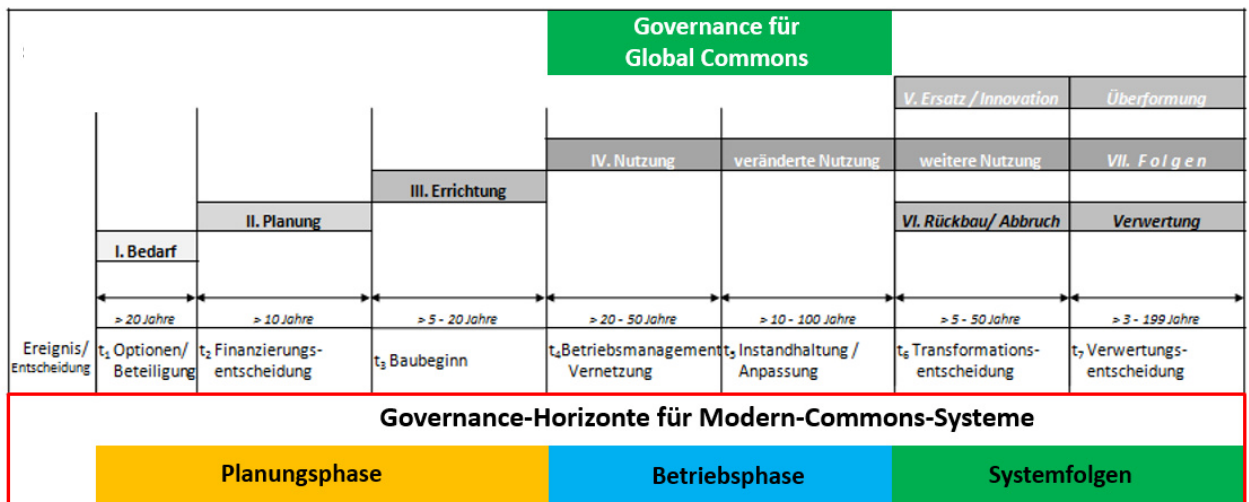 Governance für
Global Commons
V. Ersatz / Innovation Überformung
IV. Nutzung veränderte Nutzung weitere Nutzung VII. Folgen
III. Errichtung
II. Planung VI. Rückbau/ Abbruch Verwertung
I. Bedarf
> 20 Jahre > 10 Jahre > 5 - 20 Jahre > 20 - 50 Jahre > 10 - 100 Jahre > 5 - 50 Jahre > 3 - 199 Jahre
Ereignis/ t₁ Optionen/ t₂ Finanzierungs- t₃ Baubeginn t₄Betriebsmanagement t₅ Instandhaltung / t₆ Transformations- t₇ Verwertungs-
Entscheidung Beteiligung entscheidung Vernetzung Anpassung entscheidung entscheidung
Governance-Horizonte für Modern-Commons-Systeme
Planungsphase Betriebsphase Systemfolgen